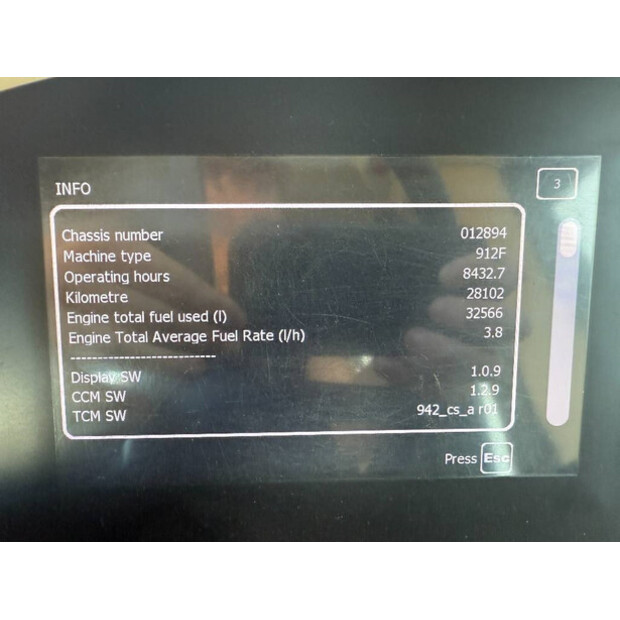 INFO
3
Chassis number 012894
Machine type 912F
Operating hours 8432.7
Kilometre 28102
Engine total fuel used (l) 32566
Engine Total Average Fuel Rate (l/h) 3.8
---------------------------
Display SW 1.0.9
CCM SW 1.2.9
TCM SW 942_cs_a r01
Press Esc